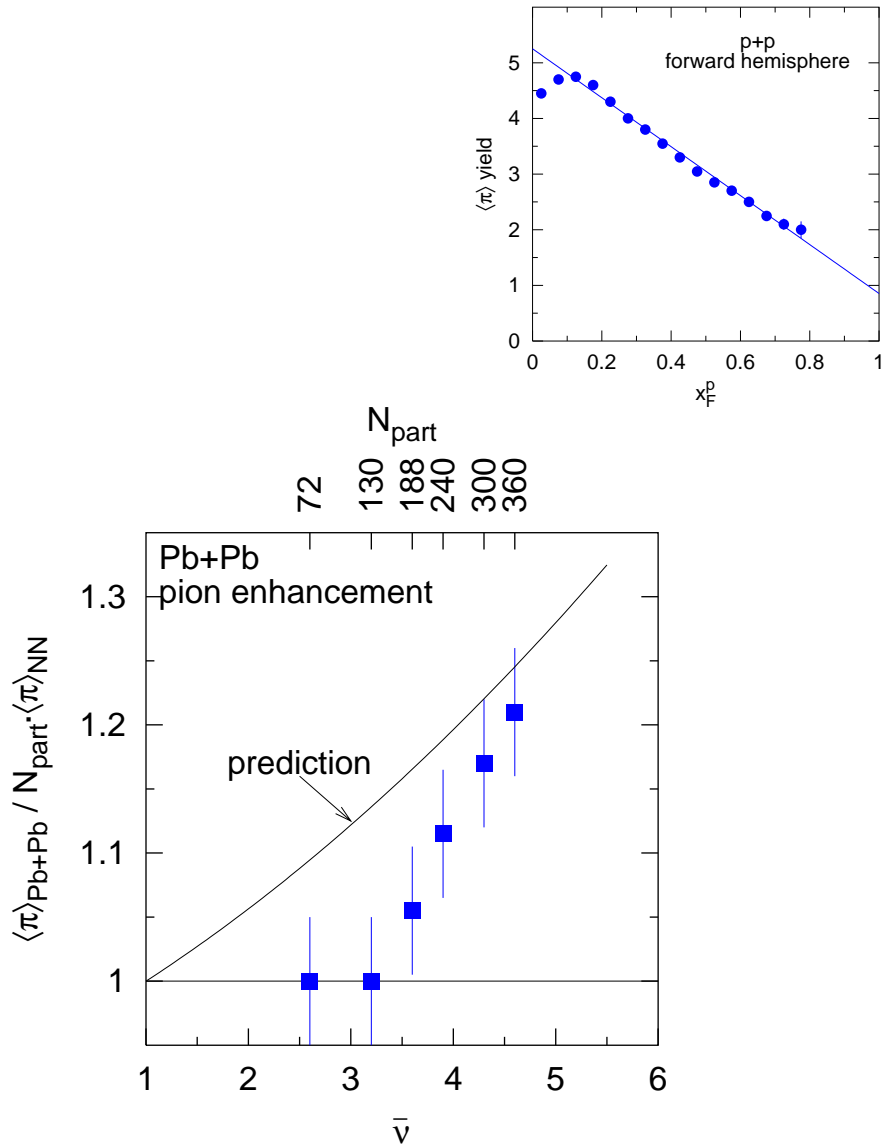 p+p
forward hemisphere
5
4
3
2
1
0
⟨π⟩ yield
0 0.2 0.4 0.6 0.8 1
x_F^p
N_part
72 130 188 240 300 360
Pb+Pb
pion enhancement
prediction
1.3
1.2
1.1
1
⟨π⟩_Pb+Pb / N_part·⟨π⟩_NN
1 2 3 4 5 6
ν̄